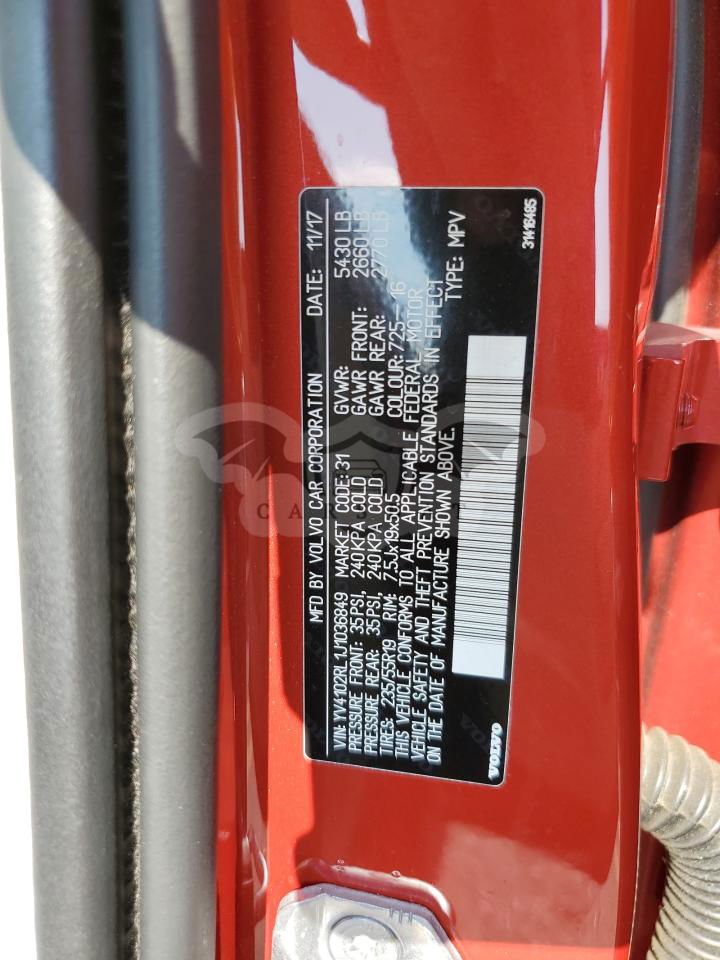 MFD BY VOLVO CAR CORPORATION DATE: 11/17
VIN: YV4102RL1J1036849 MARKET CODE: 31 GVWR: 5430 LB
PRESSURE FRONT: 35PSI, 240KPA COLD GAWR FRONT: 2660 LB
PRESSURE REAR: 35PSI, 240KPA COLD GAWR REAR: 2770 LB
TIRES: 235/55R19 RIM: 7.5Jx19x50.5 COLOUR: 725 16
THIS VEHICLE CONFORMS TO ALL APPLICABLE FEDERAL MOTOR
VEHICLE SAFETY AND THEFT PREVENTION STANDARDS IN EFFECT
ON THE DATE OF MANUFACTURE SHOWN ABOVE. TYPE: MPV
VOLVO
31416485